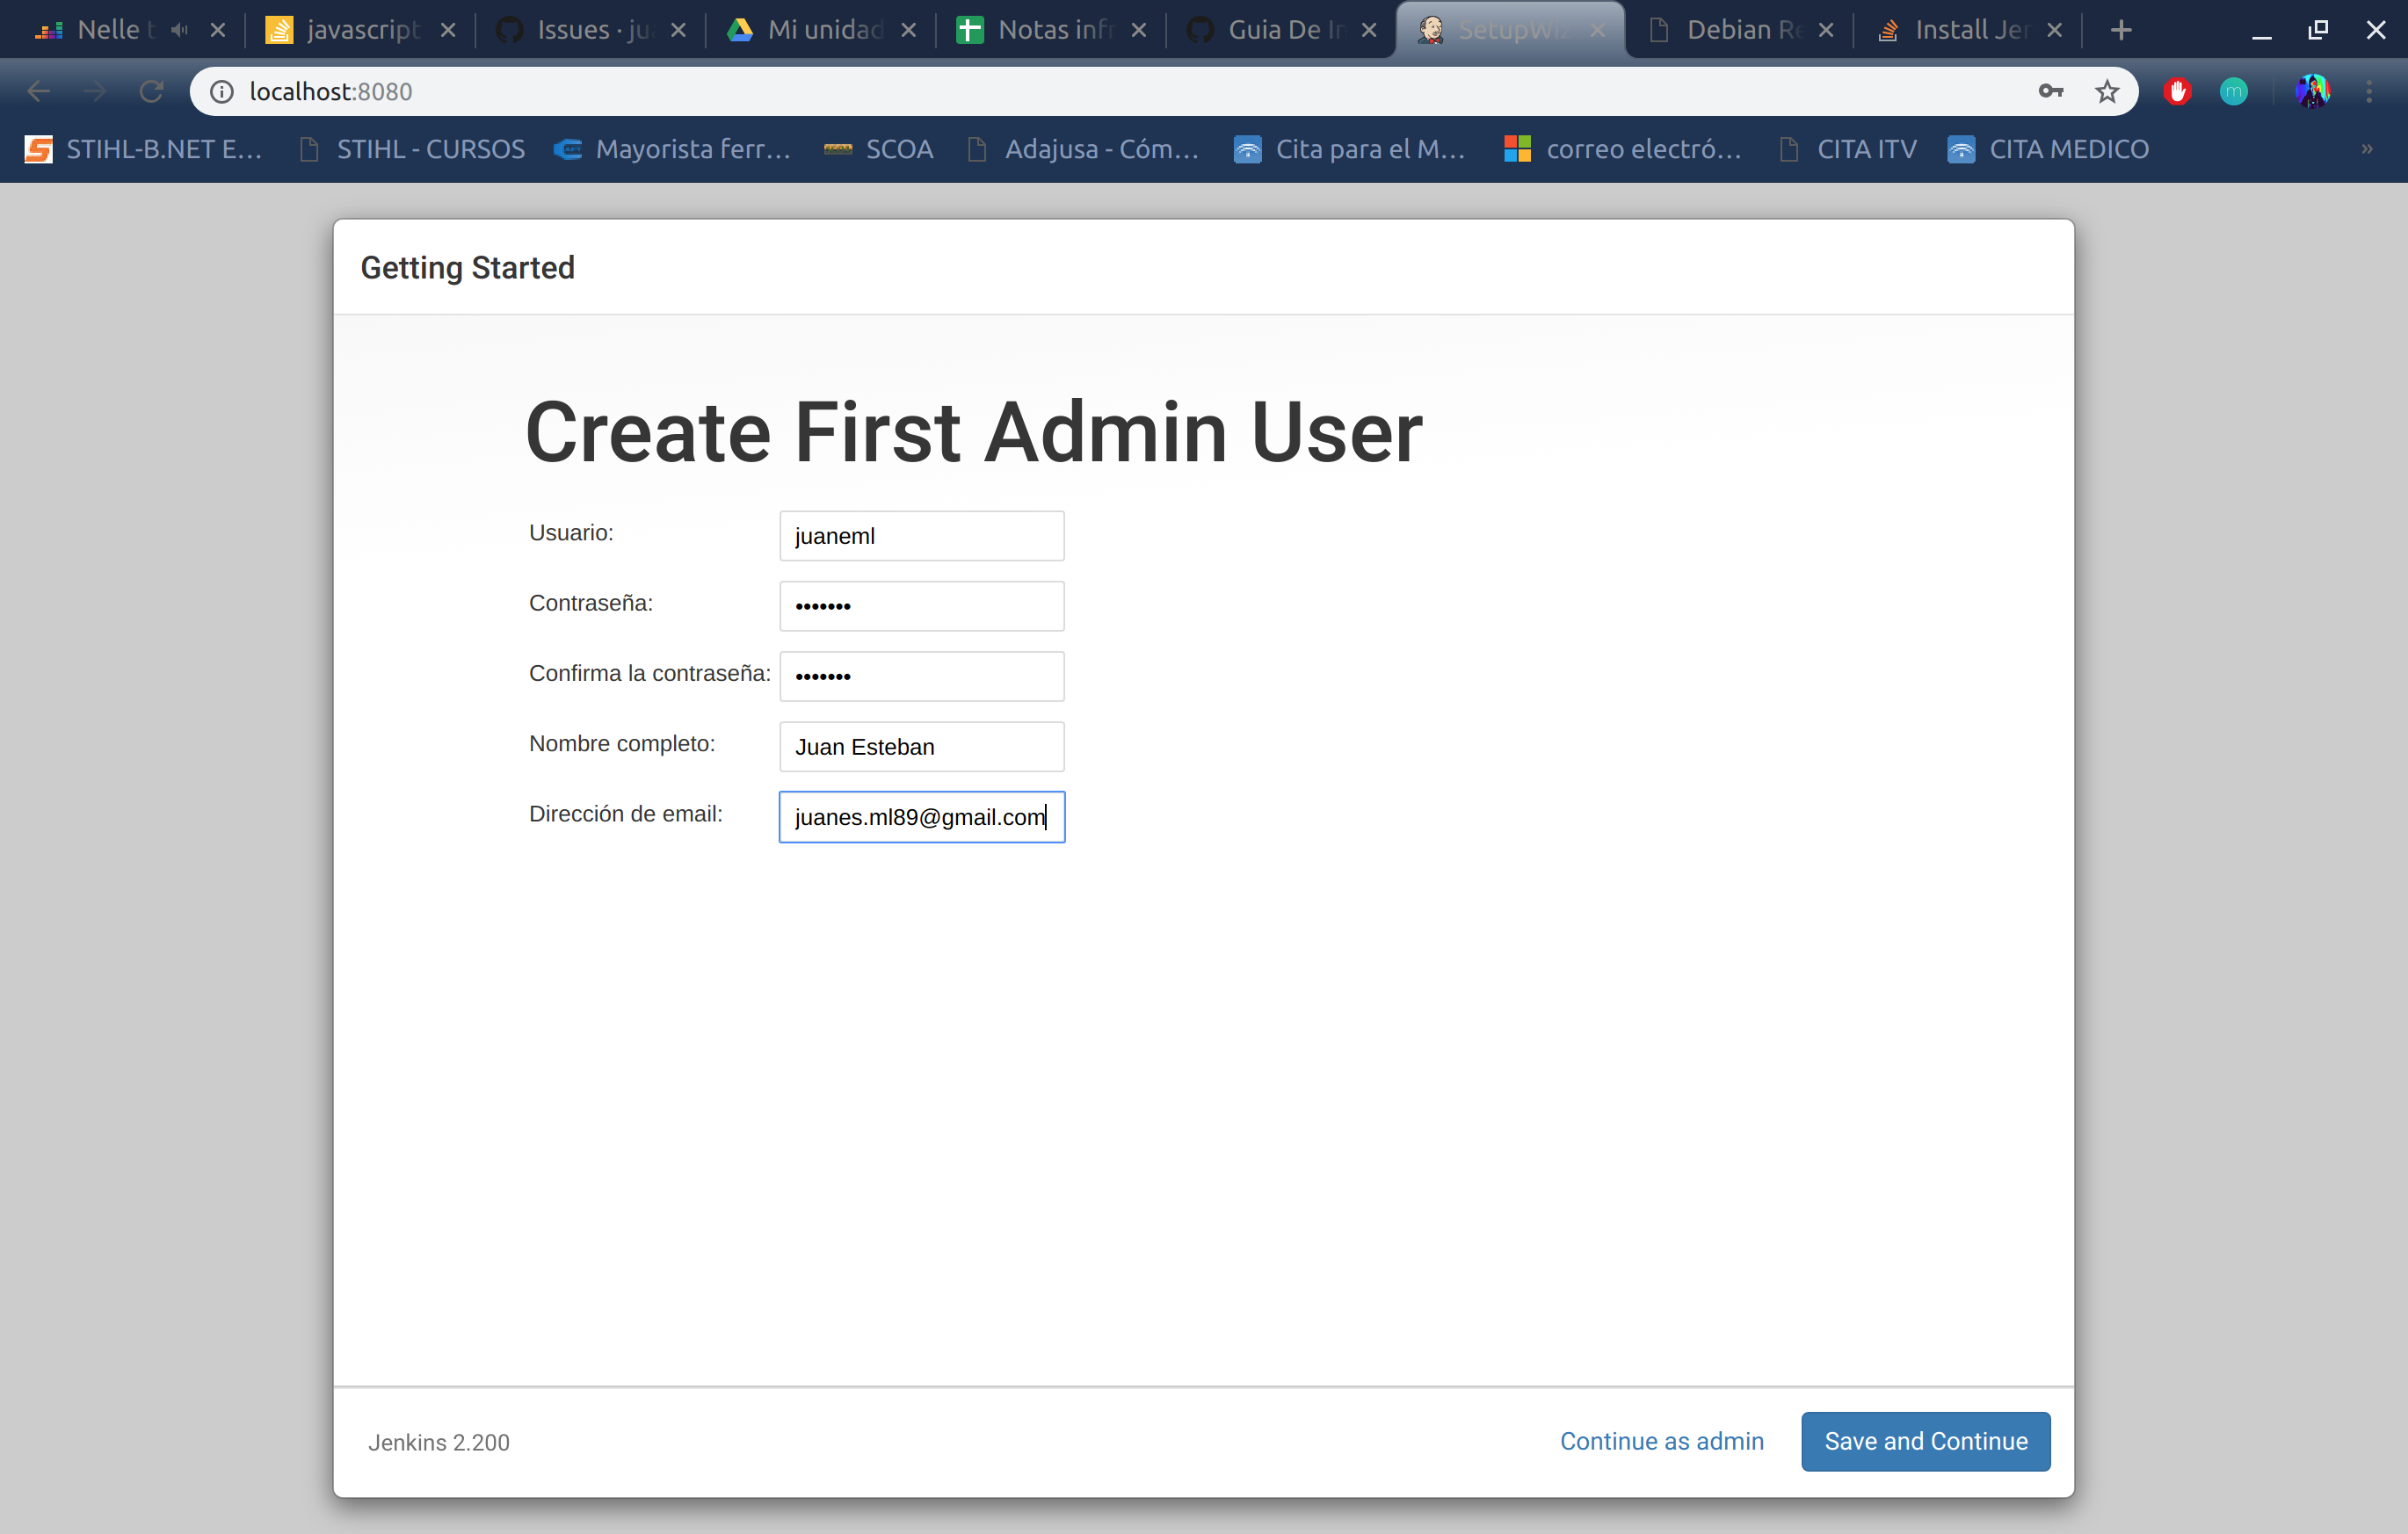 Nelle t
javascript
Issues · jua
Mi unidad
Notas infr
Guia De In
SetupWiz
Debian Re
Install Jen
localhost:8080
m
STIHL-B.NET E...
STIHL - CURSOS
Mayorista ferr...
SCOA
Adajusa - Cóm...
Cita para el M...
correo electró...
CITA ITV
CITA MEDICO
»
Getting Started
Create First Admin User
Usuario: juaneml
Contraseña: •••••••
Confirma la contraseña: •••••••
Nombre completo: Juan Esteban
Dirección de email: juanes.ml89@gmail.com
Jenkins 2.200
Continue as admin
Save and Continue